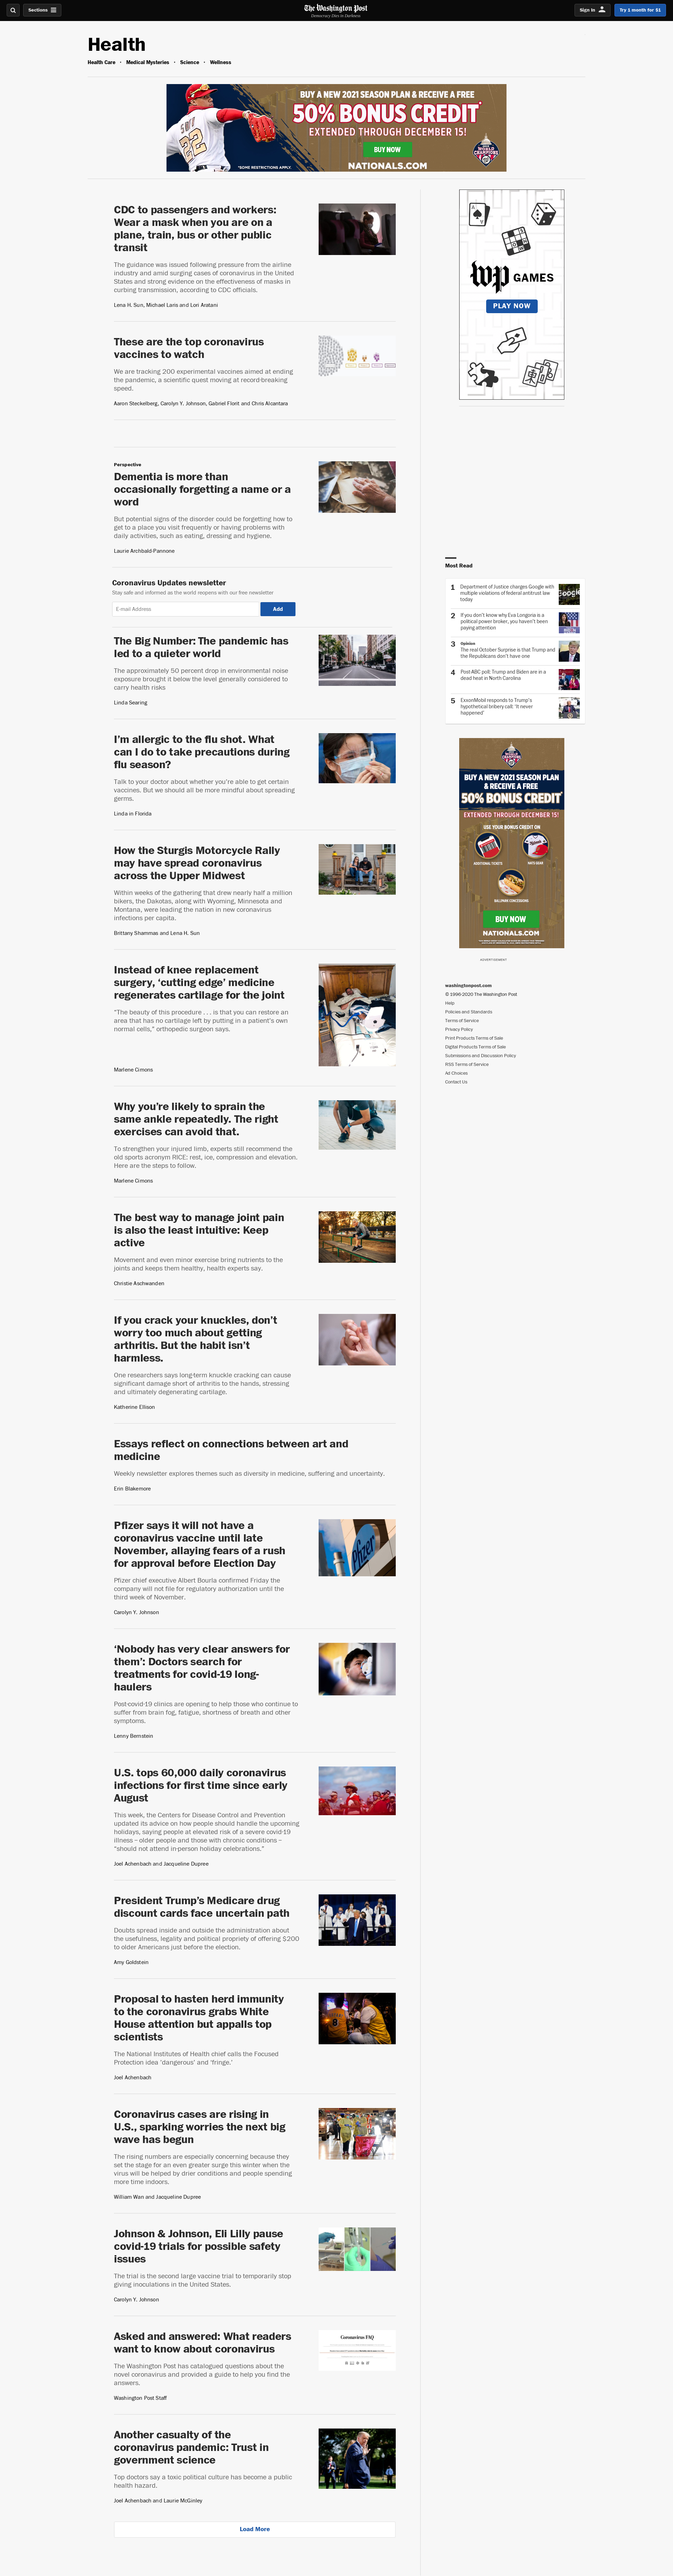 Sections
The Washington Post
Democracy Dies in Darkness
Sign In
Try 1 month for $1
Health
Health Care • Medical Mysteries • Science • Wellness
BUY A NEW 2021 SEASON PLAN & RECEIVE A FREE
50% BONUS CREDIT*
EXTENDED THROUGH DECEMBER 15!
BUY NOW
*SOME RESTRICTIONS APPLY.
NATIONALS.COM
22
CDC to passengers and workers:
Wear a mask when you are on a
plane, train, bus or other public
transit
The guidance was issued following pressure from the airline
industry and amid surging cases of coronavirus in the United
States and strong evidence on the effectiveness of masks in
curbing transmission, according to CDC officials.
Lena H. Sun, Michael Laris and Lori Aratani
These are the top coronavirus
vaccines to watch
We are tracking 200 experimental vaccines aimed at ending
the pandemic, a scientific quest moving at record-breaking
speed.
Aaron Steckelberg, Carolyn Y. Johnson, Gabriel Florit and Chris Alcantara
Perspective
Dementia is more than
occasionally forgetting a name or a
word
But potential signs of the disorder could be forgetting how to
get to a place you visit frequently or having problems with
daily activities, such as eating, dressing and hygiene.
Laurie Archbald-Pannone
Coronavirus Updates newsletter
Stay safe and informed as the world reopens with our free newsletter
E-mail Address
Add
The Big Number: The pandemic has
led to a quieter world
The approximately 50 percent drop in environmental noise
exposure brought it below the level generally considered to
carry health risks
Linda Searing
I’m allergic to the flu shot. What
can I do to take precautions during
flu season?
Talk to your doctor about whether you're able to get certain
vaccines. But we should all be more mindful about spreading
germs.
Linda in Florida
How the Sturgis Motorcycle Rally
may have spread coronavirus
across the Upper Midwest
Within weeks of the gathering that drew nearly half a million
bikers, the Dakotas, along with Wyoming, Minnesota and
Montana, were leading the nation in new coronavirus
infections per capita.
Brittany Shammas and Lena H. Sun
Instead of knee replacement
surgery, ‘cutting edge’ medicine
regenerates cartilage for the joint
“The beauty of this procedure . . . is that you can restore an
area that has no cartilage left by putting in a patient’s own
normal cells,” orthopedic surgeon says.
Marlene Cimons
Why you’re likely to sprain the
same ankle repeatedly. The right
exercises can avoid that.
To strengthen your injured limb, experts still recommend the
old sports acronym RICE: rest, ice, compression and elevation.
Here are the steps to follow.
Marlene Cimons
The best way to manage joint pain
is also the least intuitive: Keep
active
Movement and even minor exercise bring nutrients to the
joints and keeps them healthy, health experts say.
Christie Aschwanden
If you crack your knuckles, don’t
worry too much about getting
arthritis. But the habit isn’t
harmless.
One researchers says long-term knuckle cracking can cause
significant damage short of arthritis to the hands, stressing
and ultimately degenerating cartilage.
Katherine Ellison
Essays reflect on connections between art and
medicine
Weekly newsletter explores themes such as diversity in medicine, suffering and uncertainty.
Erin Blakemore
Pfizer says it will not have a
coronavirus vaccine until late
November, allaying fears of a rush
for approval before Election Day
Pfizer chief executive Albert Bourla confirmed Friday the
company will not file for regulatory authorization until the
third week of November.
Carolyn Y. Johnson
Pfizer
‘Nobody has very clear answers for
them’: Doctors search for
treatments for covid-19 long-
haulers
Post-covid-19 clinics are opening to help those who continue to
suffer from brain fog, fatigue, shortness of breath and other
symptoms.
Lenny Bernstein
U.S. tops 60,000 daily coronavirus
infections for first time since early
August
This week, the Centers for Disease Control and Prevention
updated its advice on how people should handle the upcoming
holidays, saying people at elevated risk of a severe covid-19
illness – older people and those with chronic conditions –
“should not attend in-person holiday celebrations.”
Joel Achenbach and Jacqueline Dupree
President Trump’s Medicare drug
discount cards face uncertain path
Doubts spread inside and outside the administration about
the usefulness, legality and political propriety of offering $200
to older Americans just before the election.
Amy Goldstein
Proposal to hasten herd immunity
to the coronavirus grabs White
House attention but appalls top
scientists
The National Institutes of Health chief calls the Focused
Protection idea ‘dangerous’ and ‘fringe.’
Joel Achenbach
Coronavirus cases are rising in
U.S., sparking worries the next big
wave has begun
The rising numbers are especially concerning because they
set the stage for an even greater surge this winter when the
virus will be helped by drier conditions and people spending
more time indoors.
William Wan and Jacqueline Dupree
Johnson & Johnson, Eli Lilly pause
covid-19 trials for possible safety
issues
The trial is the second large vaccine trial to temporarily stop
giving inoculations in the United States.
Carolyn Y. Johnson
Asked and answered: What readers
want to know about coronavirus
The Washington Post has catalogued questions about the
novel coronavirus and provided a guide to help you find the
answers.
Washington Post Staff
Coronavirus FAQ
Another casualty of the
coronavirus pandemic: Trust in
government science
Top doctors say a toxic political culture has become a public
health hazard.
Joel Achenbach and Laurie McGinley
Load More
wp GAMES
PLAY NOW
Most Read
1 Department of Justice charges Google with
multiple violations of federal antitrust law
today
2 If you don’t know why Eva Longoria is a
political power broker, you haven’t been
paying attention
3 Opinion
The real October Surprise is that Trump and
the Republicans don’t have one
4 Post-ABC poll: Trump and Biden are in a
dead heat in North Carolina
5 ExxonMobil responds to Trump’s
hypothetical bribery call: ‘It never
happened’
BUY A NEW 2021 SEASON PLAN
& RECEIVE A FREE
50% BONUS CREDIT*
EXTENDED THROUGH DECEMBER 15!
USE YOUR BONUS CREDIT ON
ADDITIONAL TICKETS
NATS GEAR
BALLPARK CONCESSIONS
BUY NOW
NATIONALS.COM
ADVERTISEMENT
washingtonpost.com
© 1996-2020 The Washington Post
Help
Policies and Standards
Terms of Service
Privacy Policy
Print Products Terms of Sale
Digital Products Terms of Sale
Submissions and Discussion Policy
RSS Terms of Service
Ad Choices
Contact Us